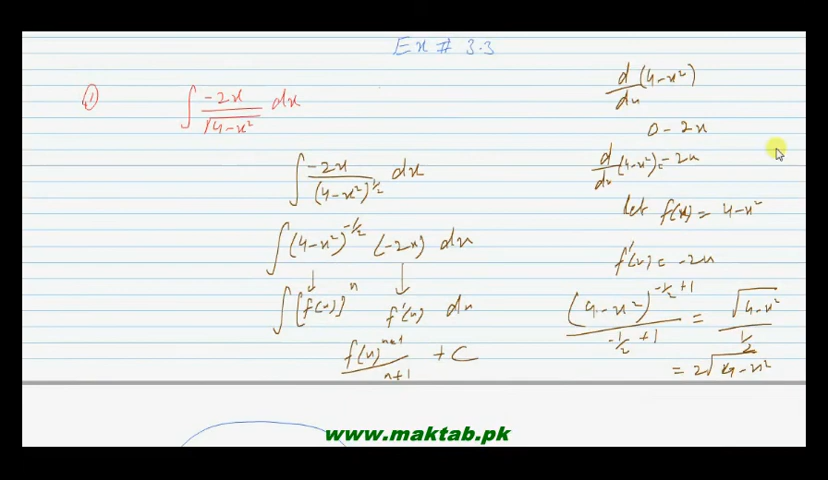 Ex # 3.3
① ∫ -2x / √(4-x²) dx
∫ -2x / (4-x²)^(1/2) dx
∫ (4-x²)^(-1/2) (-2x) dx
∫ [f(x)]^n f'(x) dx
f(x)^(n+1) / (n+1) + C
d/dx (4-x²)
0 - 2x
d/dx (4-x²) = -2x
let f(x) = 4-x²
f'(x) = -2x
(4-x²)^(-1/2+1) / (-1/2+1) = √(4-x²) / (1/2)
= 2√(4-x²)
www.maktab.pk